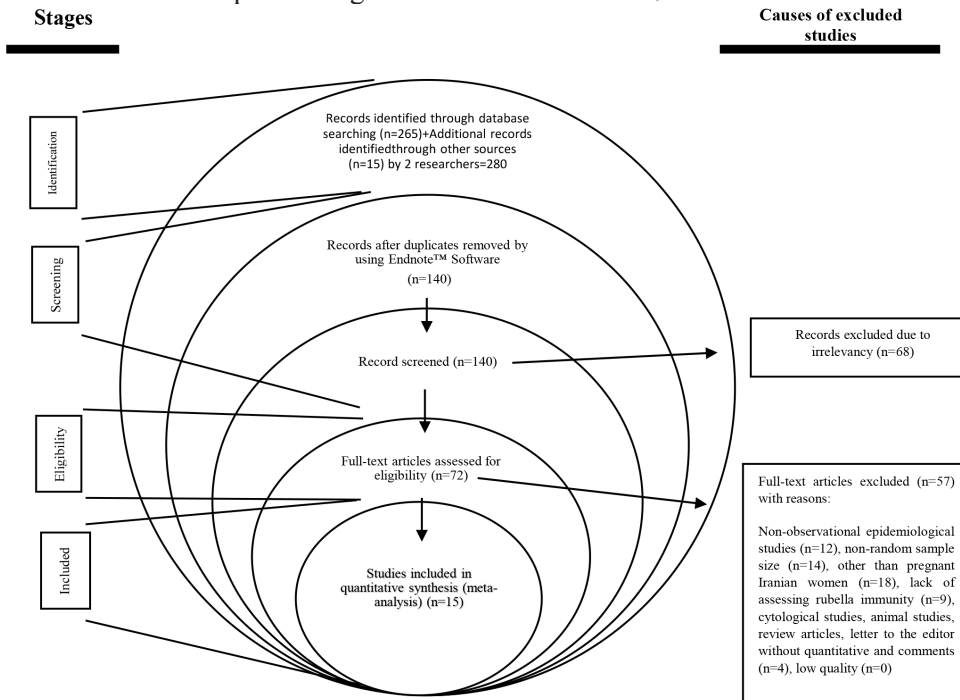 Stages
Causes of excluded
studies
Identification
Records identified through database
searching (n=265)+Additional records
identifiedthrough other sources
(n=15) by 2 researchers=280
Screening
Records after duplicates removed by
using Endnote™ Software
(n=140)
Record screened (n=140)
Records excluded due to
irrelevancy (n=68)
Eligibility
Full-text articles assessed for
eligibility (n=72)
Full-text articles excluded (n=57)
with reasons:
Non-observational epidemiological
studies (n=12), non-random sample
size (n=14), other than pregnant
Iranian women (n=18), lack of
assessing rubella immunity (n=9),
cytological studies, animal studies,
review articles, letter to the editor
without quantitative and comments
(n=4), low quality (n=0)
Included
Studies included in
quantitative synthesis (meta-
analysis) (n=15)